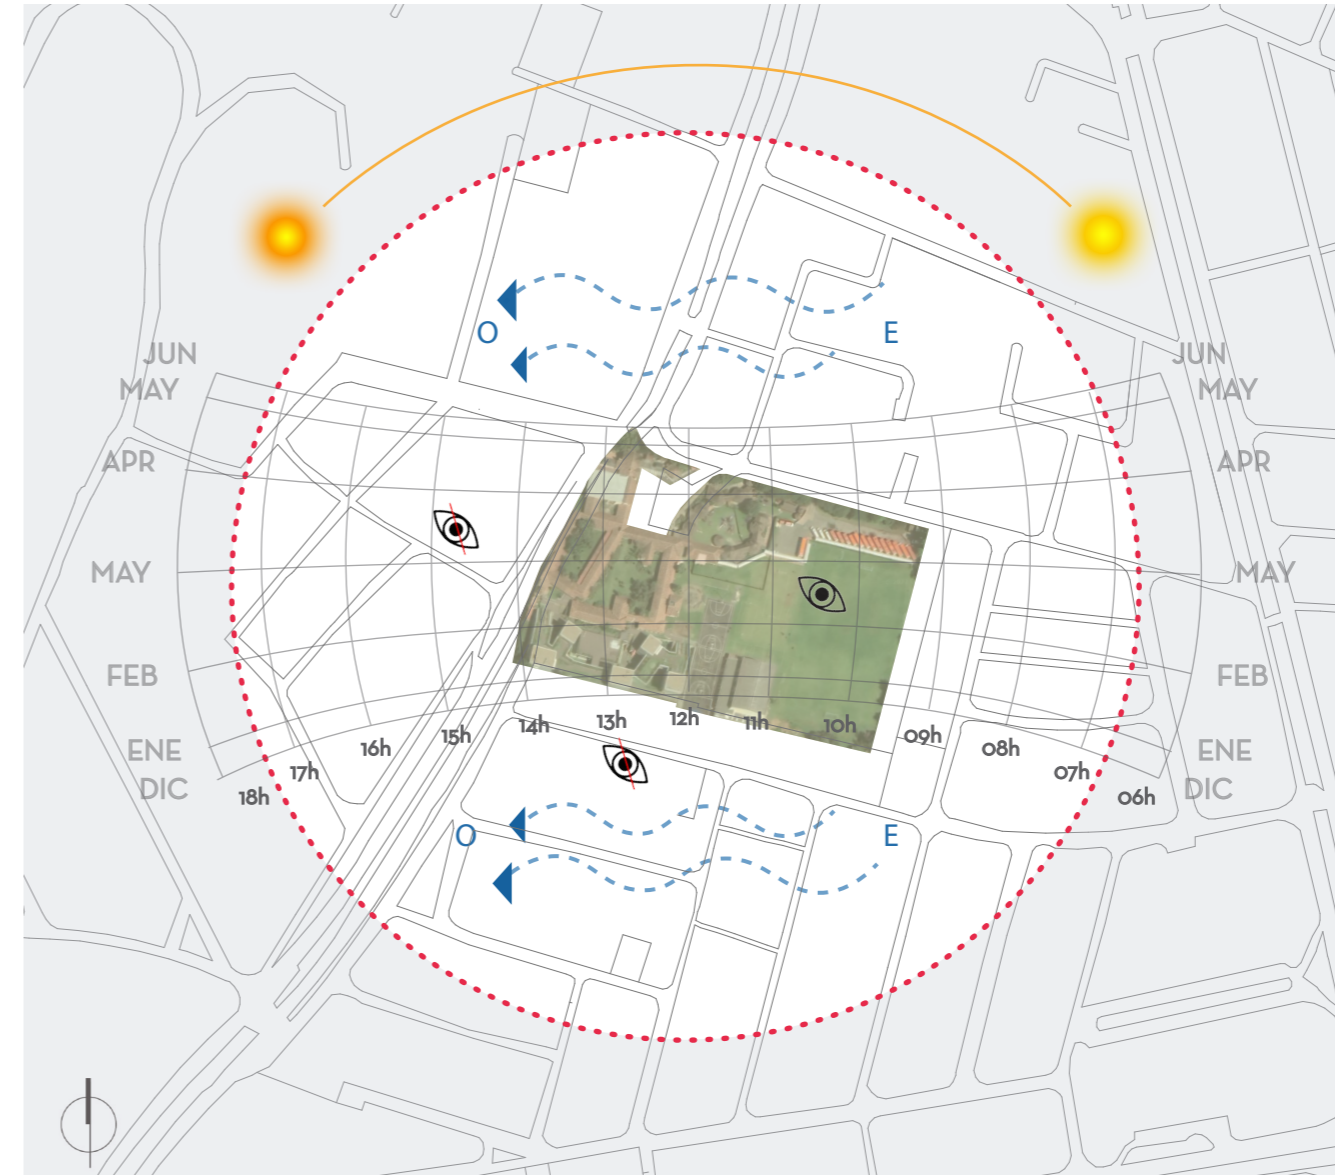 O
E
JUN
JUN
MAY
MAY
APR
APR
MAY
MAY
FEB
FEB
14h
13h
12h
11h
10h
09h
16h
15h
08h
ENE
ENE
17h
07h
DIC
DIC
18h
06h
O
E